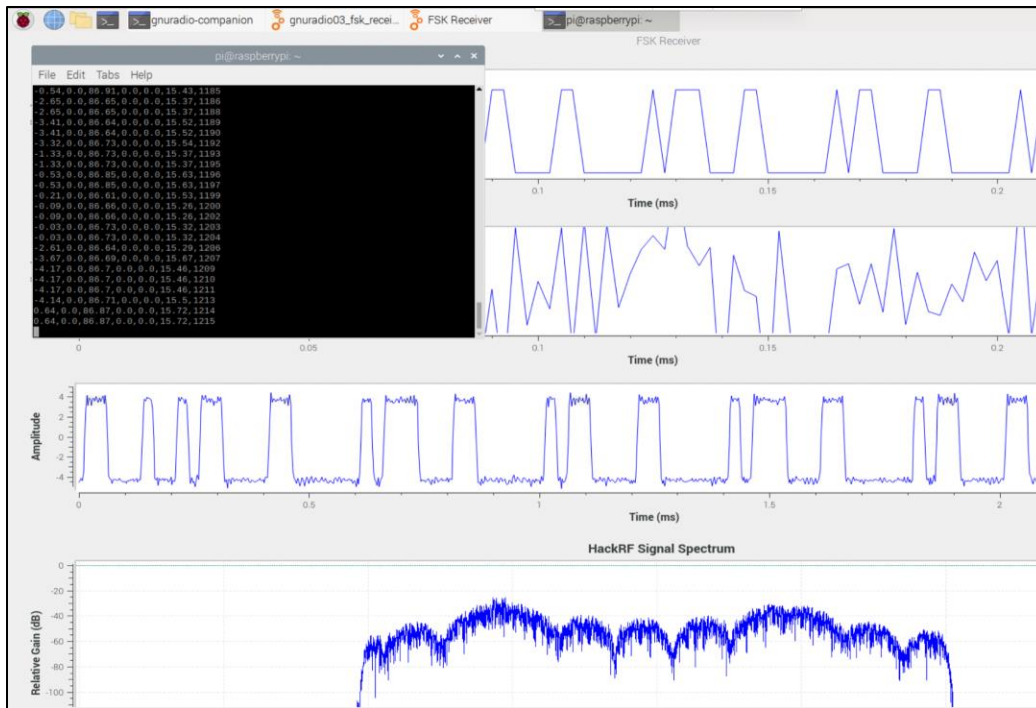 gnuradio-companion
gnuradio03_fsk_recei...
FSK Receiver
pi@raspberrypi: ~
FSK Receiver
pi@raspberrypi: ~
File Edit Tabs Help
-0.54,0.0,86.91,0.0,0.0,15.43,1185
-2.65,0.0,86.65,0.0,0.0,15.37,1186
-2.65,0.0,86.65,0.0,0.0,15.37,1188
-3.41,0.0,86.64,0.0,0.0,15.52,1189
-3.41,0.0,86.64,0.0,0.0,15.52,1190
-3.32,0.0,86.73,0.0,0.0,15.54,1192
-1.33,0.0,86.73,0.0,0.0,15.37,1193
-1.33,0.0,86.73,0.0,0.0,15.37,1195
-0.53,0.0,86.85,0.0,0.0,15.63,1196
-0.53,0.0,86.85,0.0,0.0,15.63,1197
-0.21,0.0,86.61,0.0,0.0,15.53,1199
-0.09,0.0,86.66,0.0,0.0,15.26,1200
-0.09,0.0,86.66,0.0,0.0,15.26,1202
-0.03,0.0,86.73,0.0,0.0,15.32,1203
-0.03,0.0,86.73,0.0,0.0,15.32,1204
-2.61,0.0,86.64,0.0,0.0,15.29,1206
-3.67,0.0,86.69,0.0,0.0,15.67,1207
-4.17,0.0,86.7,0.0,0.0,15.46,1209
-4.17,0.0,86.7,0.0,0.0,15.46,1210
-4.17,0.0,86.7,0.0,0.0,15.46,1211
-4.14,0.0,86.71,0.0,0.0,15.5,1213
0.64,0.0,86.87,0.0,0.0,15.72,1214
0.64,0.0,86.87,0.0,0.0,15.72,1215
0.1 0.15 0.2
Time (ms)
0 0.05 0.1 0.15 0.2
Time (ms)
Amplitude
4
2
0
-2
-4
0 0.5 1 1.5 2
Time (ms)
HackRF Signal Spectrum
Relative Gain (dB)
0
-20
-40
-60
-80
-100